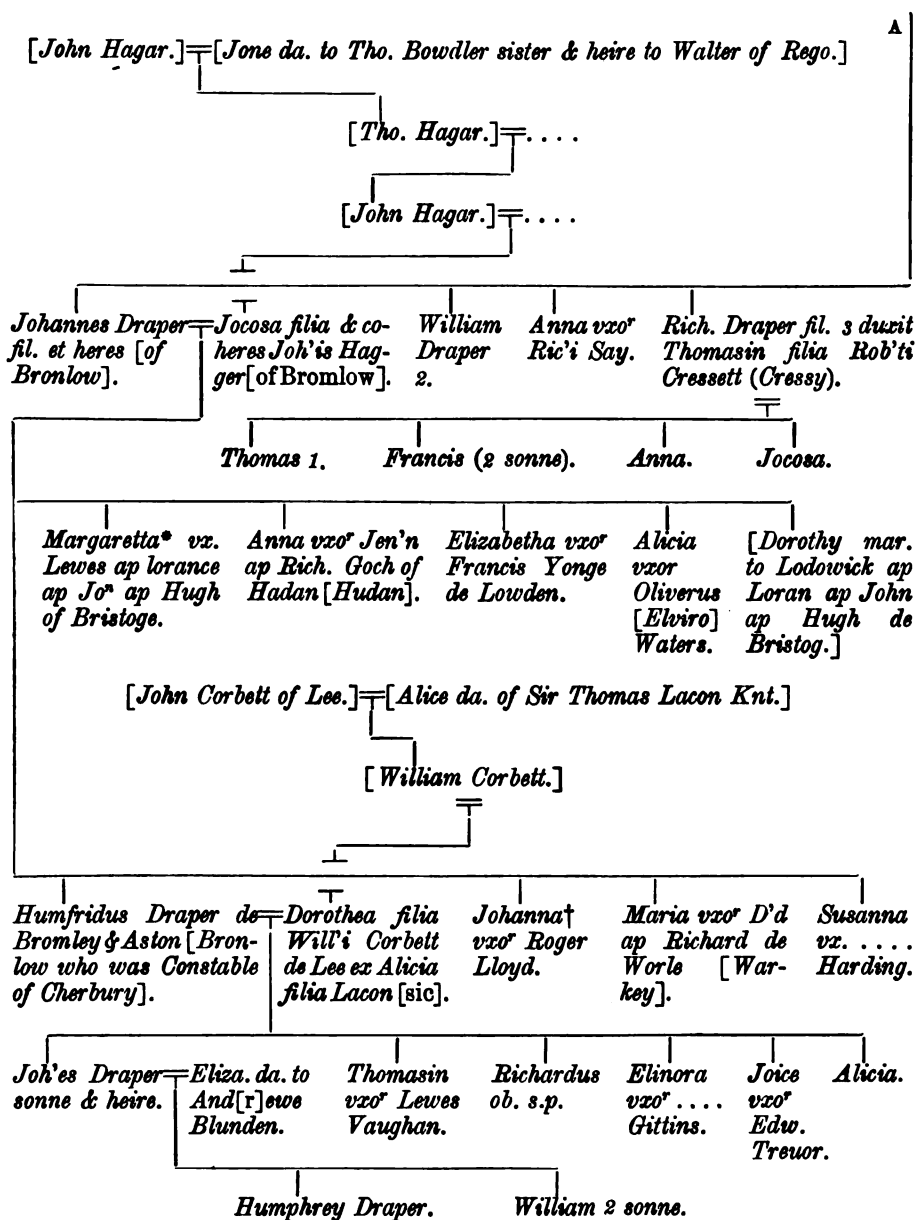 A
[John Hagar.]=[Jone da. to Tho. Bowdler sister & heire to Walter of Rego.]
[Tho. Hagar.]=. . . .
[John Hagar.]=. . . .
Johannes Draper=
fil. et heres [of
Bronlow].
Jocosa filia & co-
heres Joh'is Hag-
ger[of Bromlow].
William
Draper
2.
Anna vxoʳ
Ric'i Say.
Rich. Draper fil. 3 duxit
Thomasin filia Rob'ti
Cressett (Cressy).
Thomas 1.
Francis (2 sonne).
Anna.
Jocosa.
Margaretta* vx.
Lewes ap lorance
ap Joⁿ ap Hugh
of Bristoge.
Anna vxoʳ Jen'n
ap Rich. Goch of
Hadan [Hudan].
Elizabetha vxoʳ
Francis Yonge
de Lowden.
Alicia
vxor
Oliverus
[Elviro]
Waters.
[Dorothy mar.
to Lodowick ap
Loran ap John
ap Hugh de
Bristog.]
[John Corbett of Lee.]=[Alice da. of Sir Thomas Lacon Knt.]
[William Corbett.]
Humfridus Draper de=
Bromley & Aston [Bron-
low who was Constable
of Cherbury].
Dorothea filia
Will'i Corbett
de Lee ex Alicia
filia Lacon [sic].
Johanna†
vxoʳ Roger
Lloyd.
Maria vxoʳ D'd
ap Richard de
Worle [War-
key].
Susanna
vx. . . . .
Harding.
Joh'es Draper=
sonne & heire.
Eliza. da. to
And[r]ewe
Blunden.
Thomasin
vxoʳ Lewes
Vaughan.
Richardus
ob. s.p.
Elinora
vxoʳ . . . .
Gittins.
Joice
vxoʳ
Edw.
Treuor.
Alicia.
Humphrey Draper.
William 2 sonne.